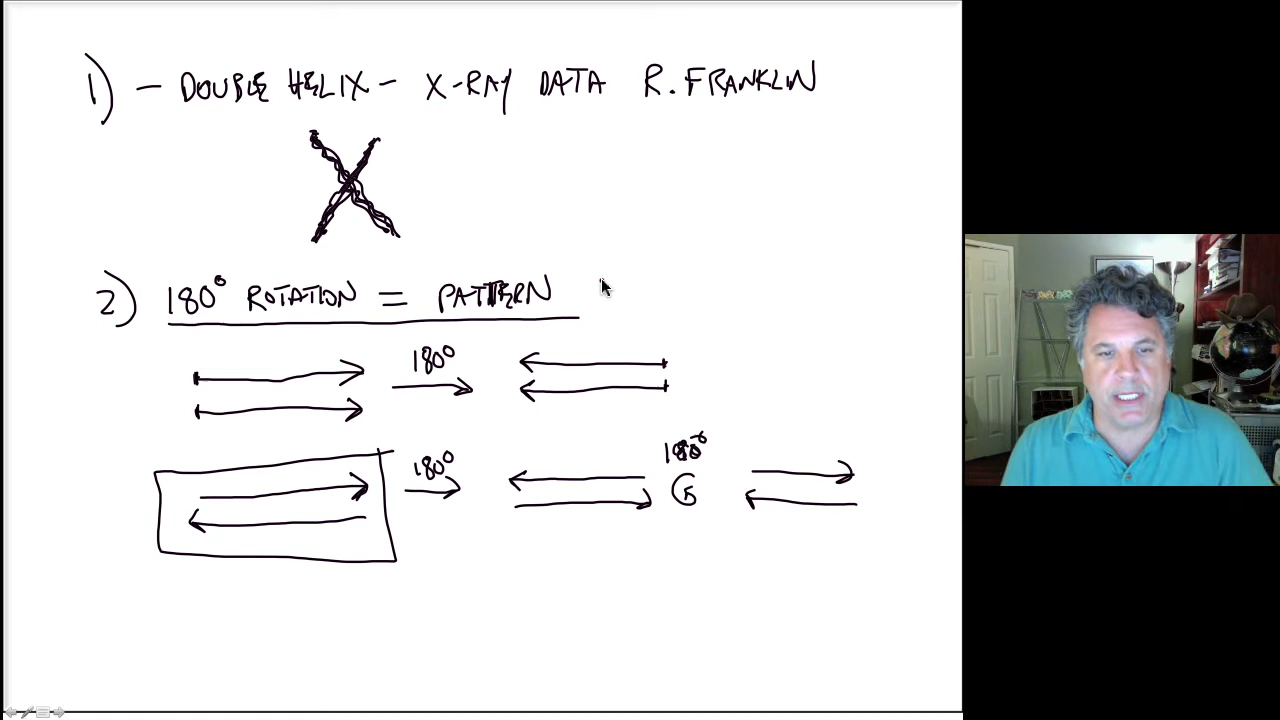 1) - DOUBLE HELIX - X-RAY DATA R. FRANKLIN
2) 180° ROTATION = PATTERN
180°
180°
180°